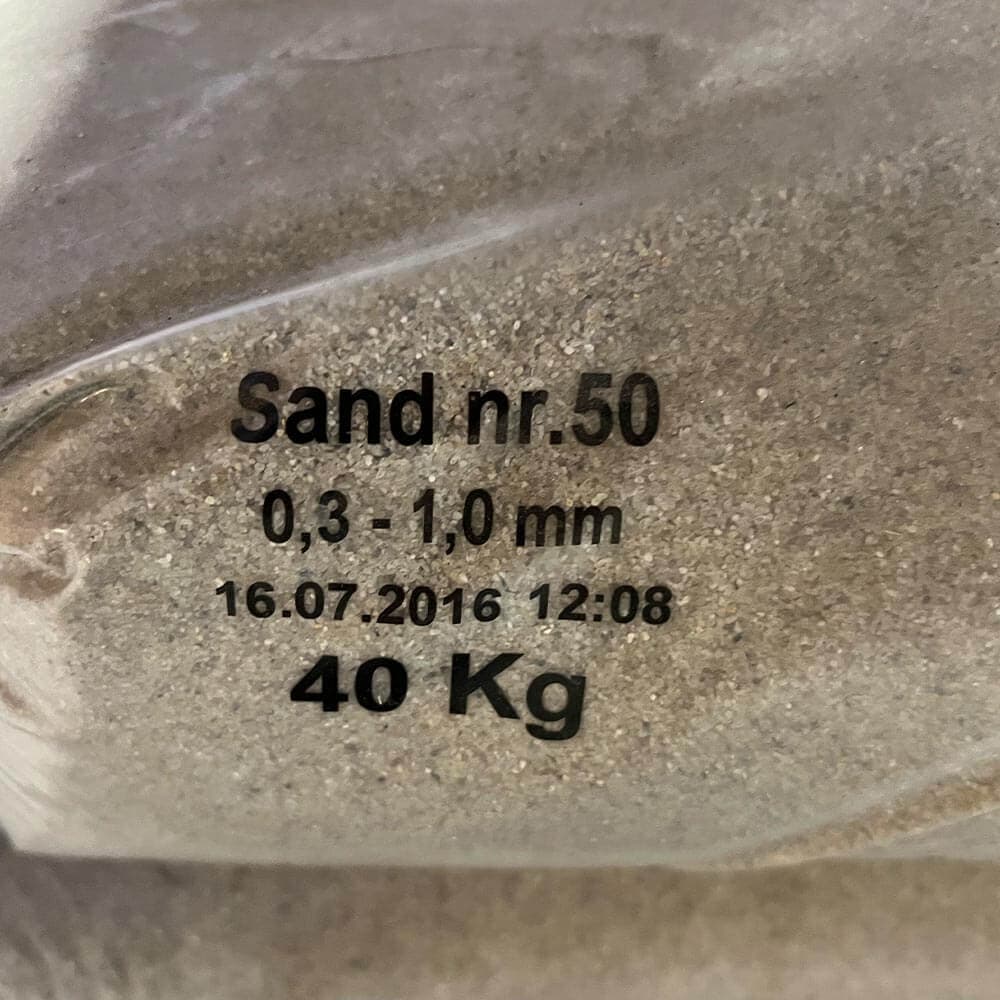 Sand nr.50
0,3 - 1,0 mm
16.07.2016 12:08
40 Kg